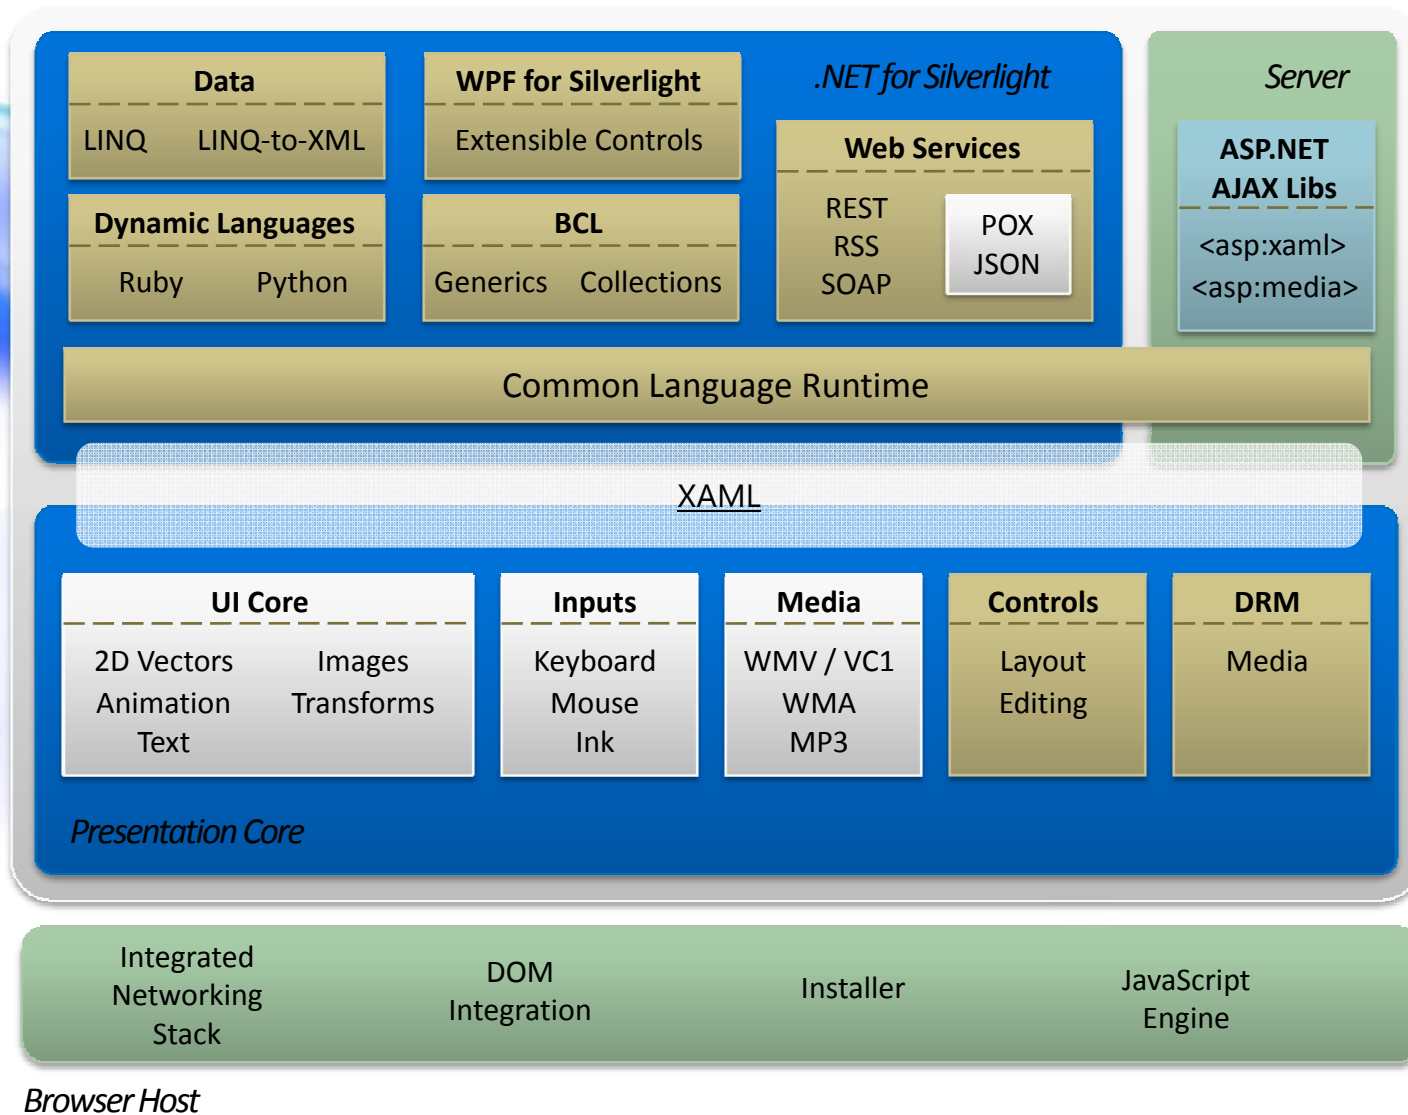 .NET for Silverlight
Server
Data
LINQ LINQ-to-XML
WPF for Silverlight
Extensible Controls
Web Services
REST
RSS
SOAP
POX
JSON
ASP.NET
AJAX Libs
<asp:xaml>
<asp:media>
Dynamic Languages
Ruby Python
BCL
Generics Collections
Common Language Runtime
XAML
UI Core
2D Vectors Images
Animation Transforms
Text
Inputs
Keyboard
Mouse
Ink
Media
WMV / VC1
WMA
MP3
Controls
Layout
Editing
DRM
Media
Presentation Core
Integrated
Networking
Stack
DOM
Integration
Installer
JavaScript
Engine
Browser Host